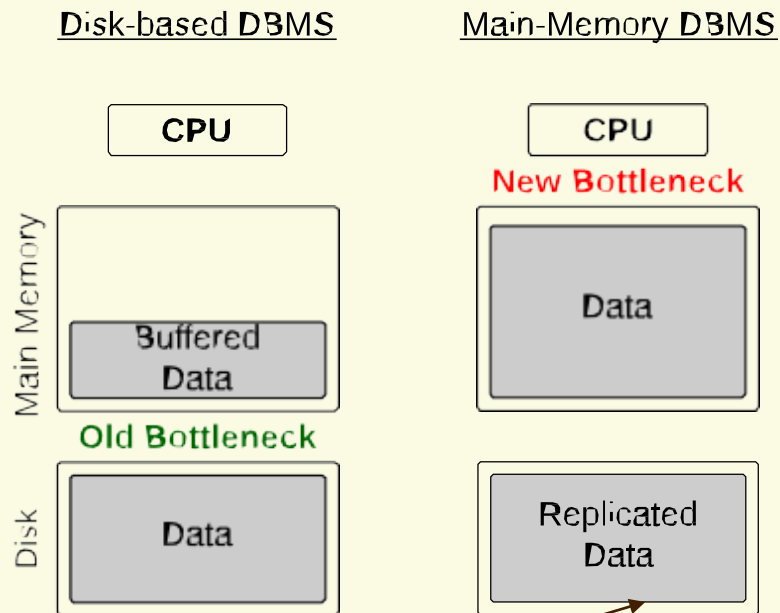 Disk-based DBMS
Main-Memory DBMS
CPU
CPU
New Bottleneck
Main Memory
Buffered
Data
Data
Old Bottleneck
Disk
Data
Replicated
Data